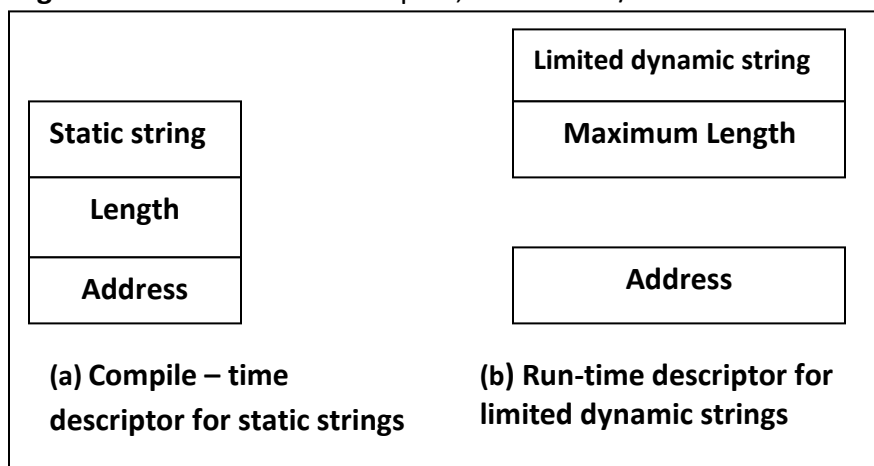 Static string
Length
Address
(a) Compile – time
descriptor for static strings
Limited dynamic string
Maximum Length
Address
(b) Run-time descriptor for
limited dynamic strings